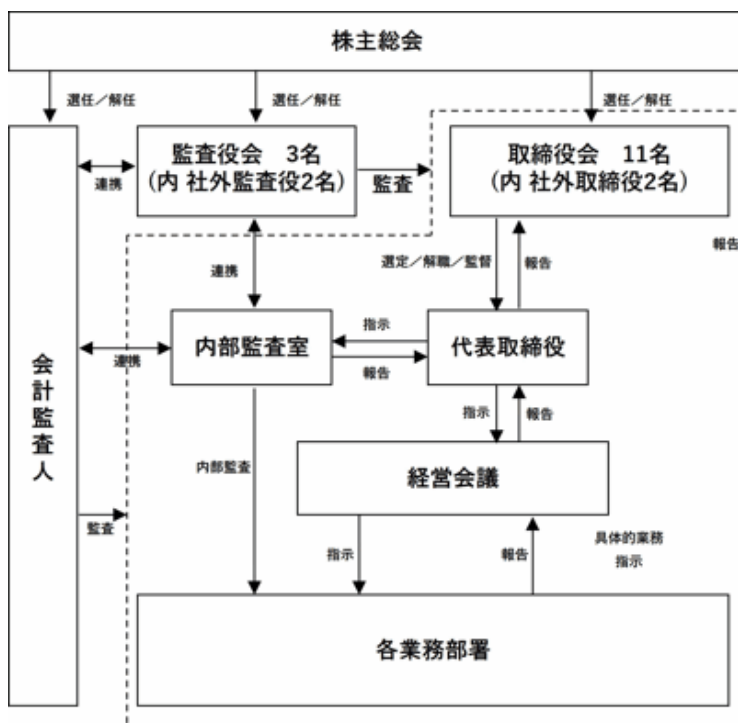 株主総会
選任／解任
選任／解任
選任／解任
監査役会　3名
(内 社外監査役2名)
連携
監査
取締役会　11名
(内 社外取締役2名)
連携
選定／解職／監督
報告
報告
内部監査室
指示
報告
代表取締役
連携
会計監査人
指示
報告
内部監査
経営会議
監査
指示
報告
具体的業務
指示
各業務部署